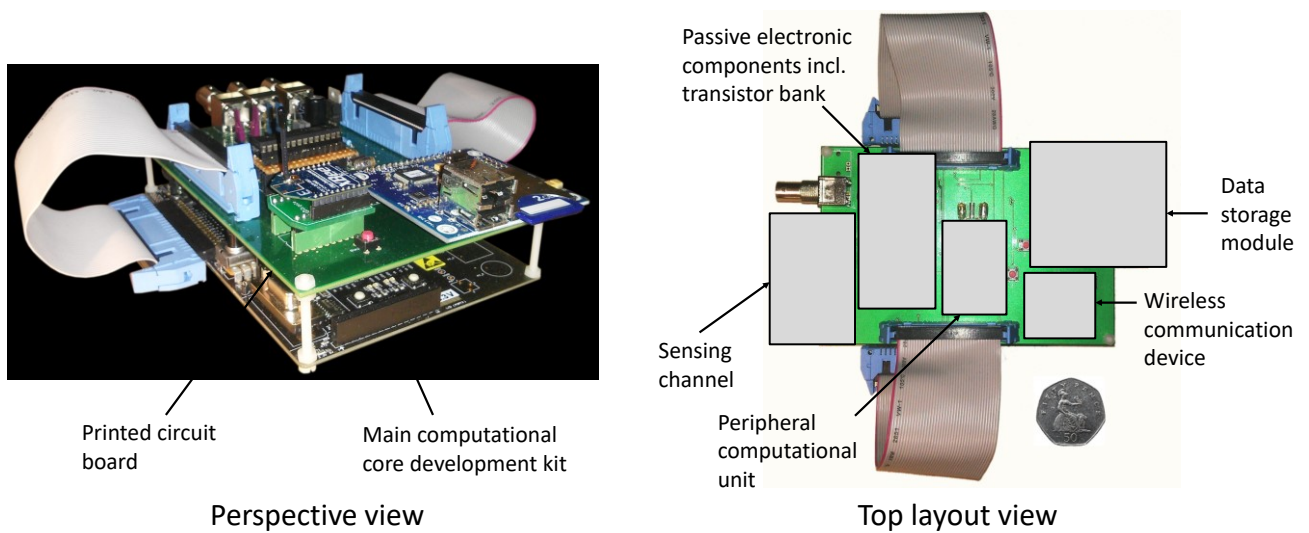 Passive electronic
components incl.
transistor bank
Data
storage
module
Wireless
communication
device
Sensing
channel
Peripheral
computational
unit
50
Printed circuit
board
Main computational
core development kit
Perspective view
Top layout view